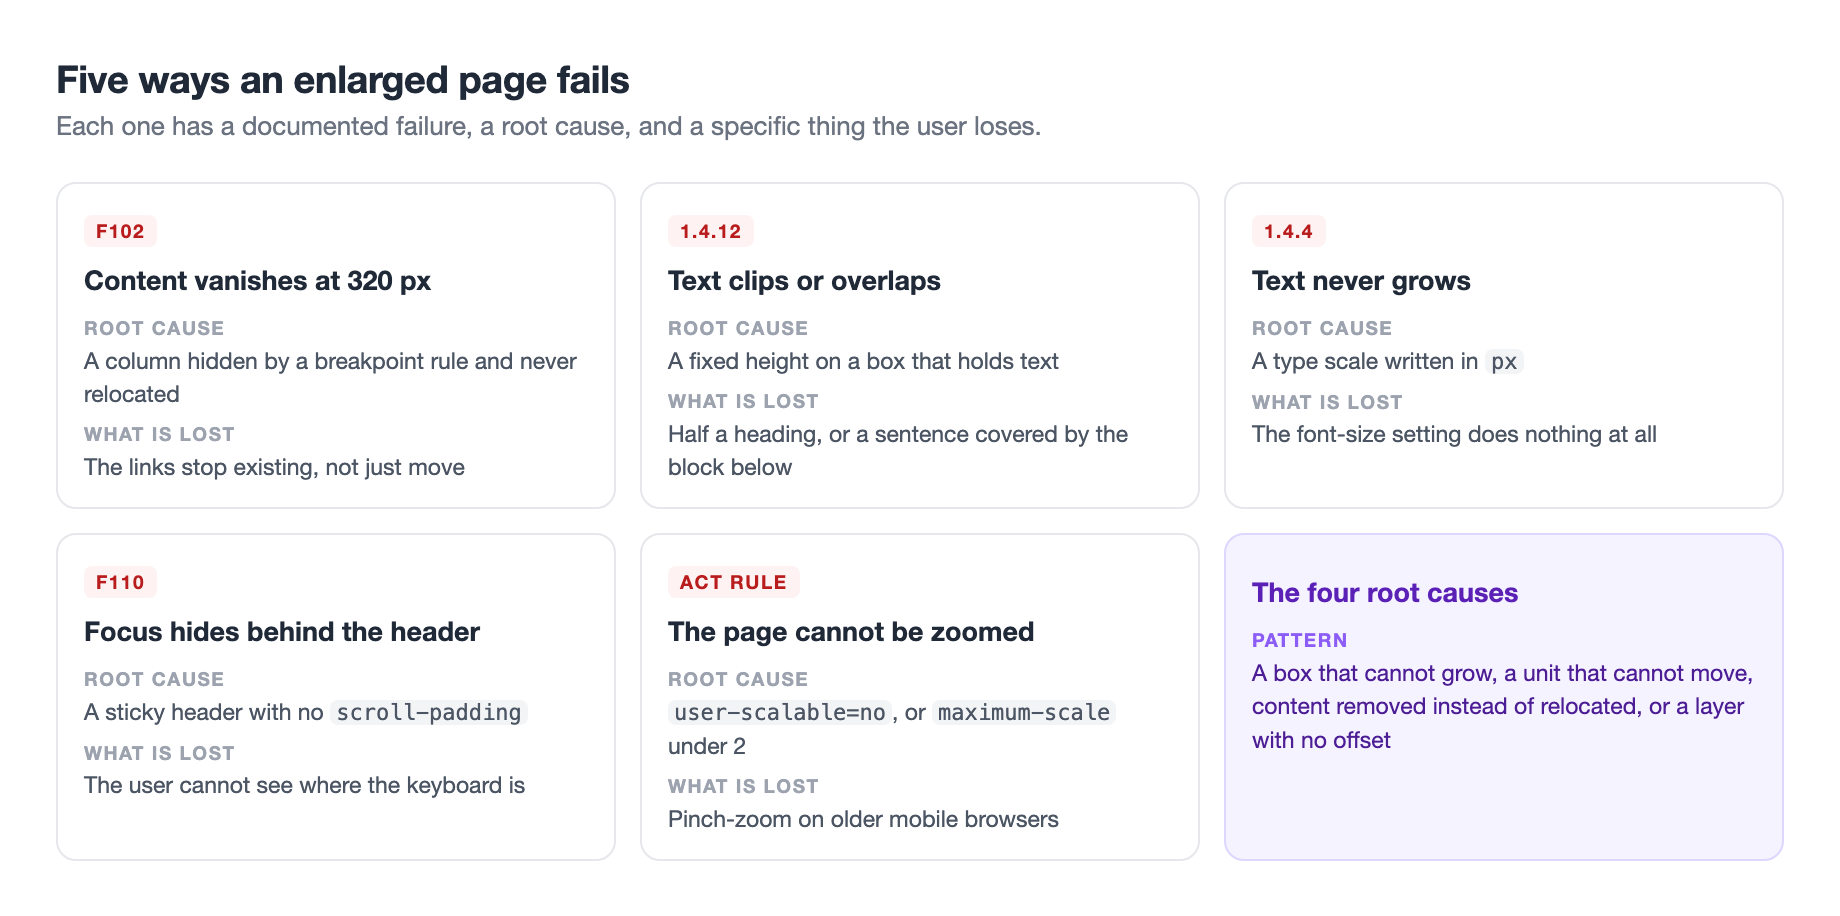 Five ways an enlarged page fails
Each one has a documented failure, a root cause, and a specific thing the user loses.
F102
Content vanishes at 320 px
ROOT CAUSE
A column hidden by a breakpoint rule and never
relocated
WHAT IS LOST
The links stop existing, not just move
1.4.12
Text clips or overlaps
ROOT CAUSE
A fixed height on a box that holds text
WHAT IS LOST
Half a heading, or a sentence covered by the
block below
1.4.4
Text never grows
ROOT CAUSE
A type scale written in px
WHAT IS LOST
The font-size setting does nothing at all
F110
Focus hides behind the header
ROOT CAUSE
A sticky header with no scroll-padding
WHAT IS LOST
The user cannot see where the keyboard is
ACT RULE
The page cannot be zoomed
ROOT CAUSE
user-scalable=no, or maximum-scale
under 2
WHAT IS LOST
Pinch-zoom on older mobile browsers
The four root causes
PATTERN
A box that cannot grow, a unit that cannot move,
content removed instead of relocated, or a layer
with no offset